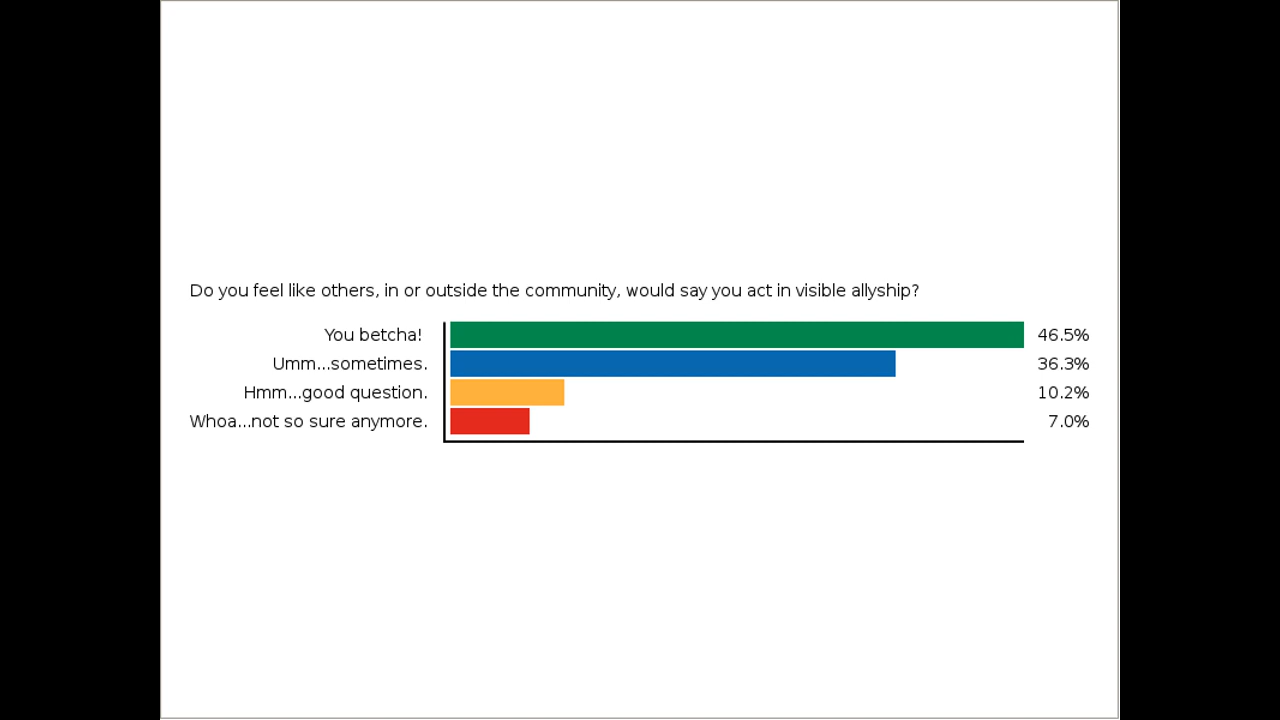 Do you feel like others, in or outside the community, would say you act in visible allyship?
You betcha! 46.5%
Umm...sometimes. 36.3%
Hmm...good question. 10.2%
Whoa...not so sure anymore. 7.0%